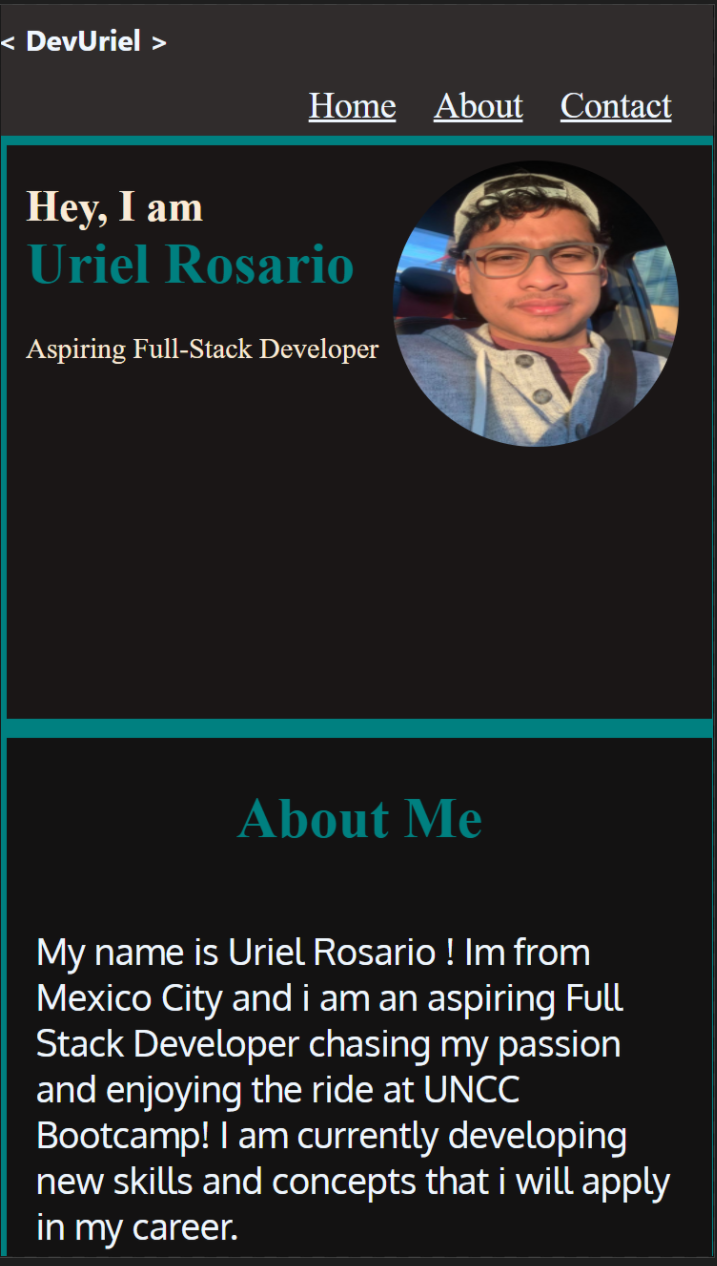 < DevUriel >
Home About Contact
Hey, I am
Uriel Rosario
Aspiring Full-Stack Developer
About Me
My name is Uriel Rosario ! Im from
Mexico City and i am an aspiring Full
Stack Developer chasing my passion
and enjoying the ride at UNCC
Bootcamp! I am currently developing
new skills and concepts that i will apply
in my career.